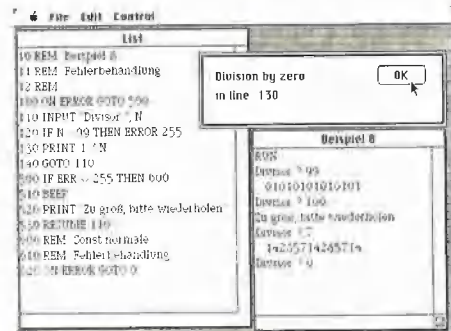 File Edit Control
List
10 REM Beispiel 8
11 REM Fehlerbehandlung
12 REM
100 ON ERROR GOTO 500
110 INPUT "Divisor", N
120 IF N 99 THEN ERROR 255
130 PRINT 1 N
140 GOTO 110
500 IF ERR 255 THEN 600
510 BEEP
520 PRINT Zu groß, bitte wiederholen
530 RESUME 110
600 REM Sonst normale
610 REM Fehlerbehandlung
620 ON ERROR GOTO 0
Division by zero
in line 130
OK
Beispiel 8
RUN
Divisor ? 99
Divisor ? 100
Zu gross, bitte wiederholen
Divisor ? 7
Divisor ? 0